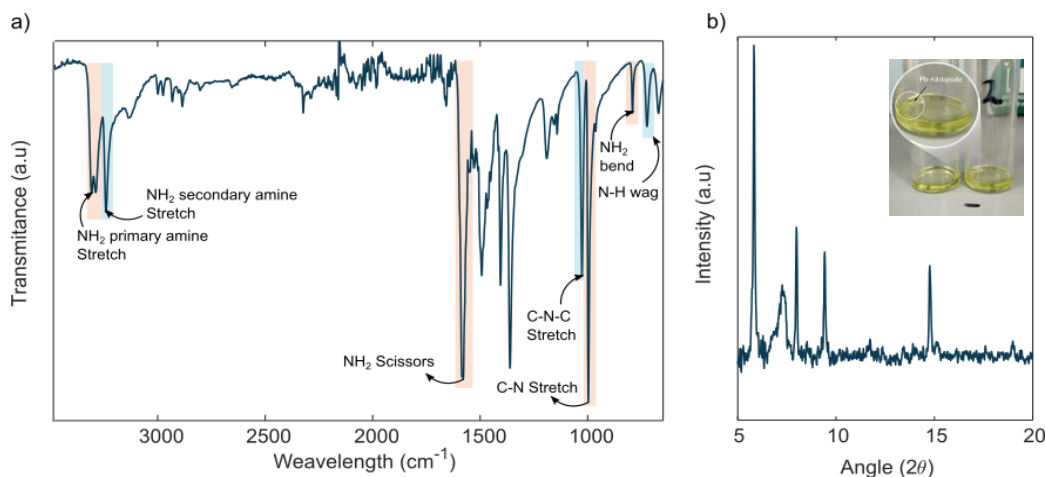 a)
Transmitance (a.u)
NH₂ secondary amine
Stretch
NH₂ primary amine
Stretch
NH₂ Scissors
C-N-C
Stretch
C-N Stretch
NH₂
bend
N-H wag
3000
2500
2000
1500
1000
Weavelength (cm⁻¹)
b)
Intensity (a.u)
2
5
10
15
20
Angle (2θ)